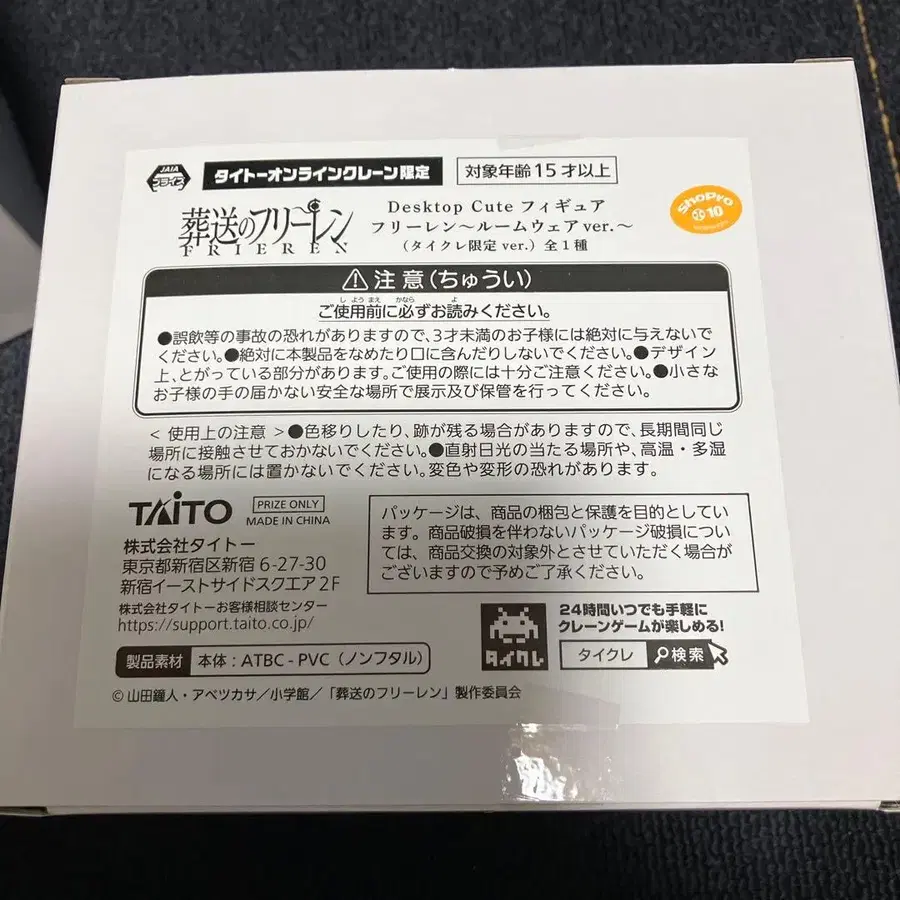 JAIA
プライズ
タイトーオンラインクレーン限定
対象年齢15才以上
葬送のフリーレン
FRIEREN
Desktop Cute フィギュア
フリーレン～ルームウェアver.～
(タイクレ限定 ver.) 全1種
ShoPro
10
⚠注意(ちゅうい)
ご使用前に必ずお読みください。
●誤飲等の事故の恐れがありますので、3才未満のお子様には絶対に与えないで
ください。●絶対に本製品をなめたり口に含んだりしないでください。●デザイン
上、とがっている部分があります。ご使用の際には十分ご注意ください。●小さな
お子様の手の届かない安全な場所で展示及び保管を行ってください。
< 使用上の注意 >●色移りしたり、跡が残る場合がありますので、長期間同じ
場所に接触させておかないでください。●直射日光の当たる場所や、高温・多湿
になる場所には置かないでください。変色や変形の恐れがあります。
TAITO
PRIZE ONLY
MADE IN CHINA
株式会社タイトー
東京都新宿区新宿 6-27-30
新宿イーストサイドスクエア 2F
株式会社タイトーお客様相談センター
https://support.taito.co.jp/
パッケージは、商品の梱包と保護を目的としてい
ます。商品破損を伴わないパッケージ破損につい
ては、商品交換の対象外とさせていただく場合が
ございますので予めご了承ください。
タイクレ
24時間いつでも手軽に
クレーンゲームが楽しめる!
タイクレ
検索
製品素材
本体:ATBC-PVC(ノンフタル)
© 山田鐘人・アベツカサ/小学館/「葬送のフリーレン」製作委員会